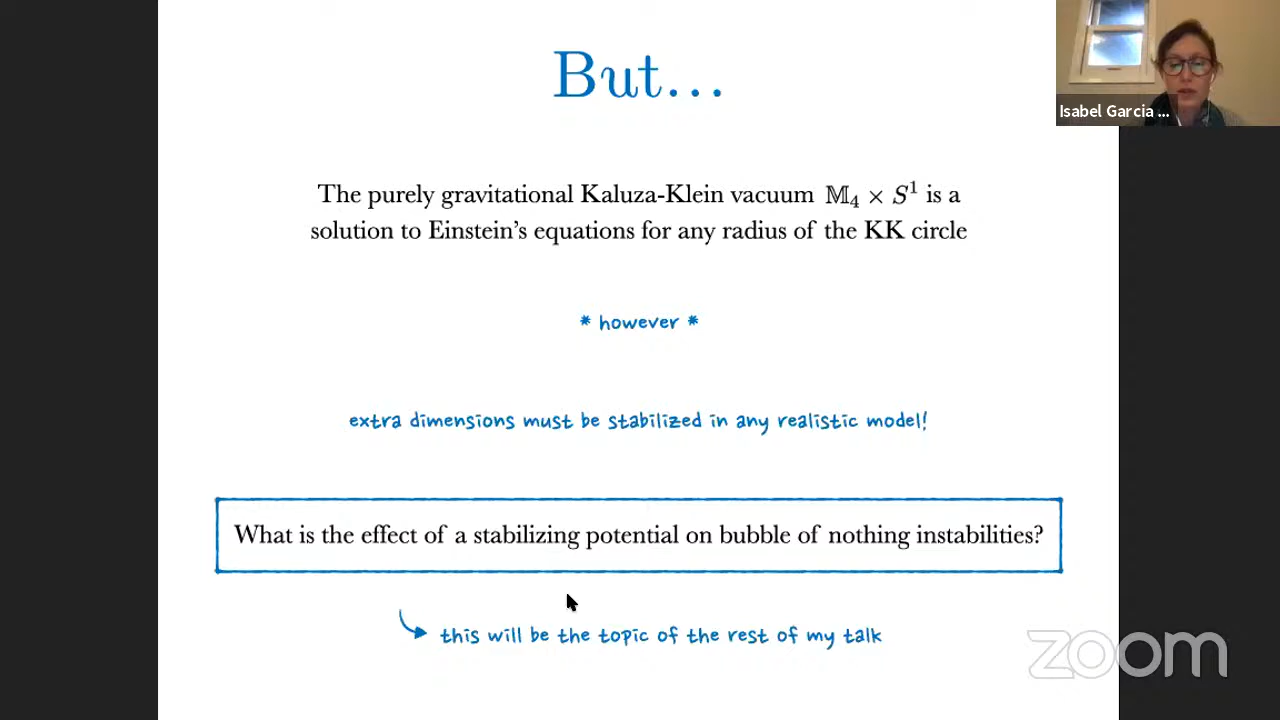 But...
Isabel Garcia ...
The purely gravitational Kaluza-Klein vacuum 𝕄₄ × S¹ is a
solution to Einstein's equations for any radius of the KK circle
* however *
extra dimensions must be stabilized in any realistic model!
What is the effect of a stabilizing potential on bubble of nothing instabilities?
this will be the topic of the rest of my talk
zoom